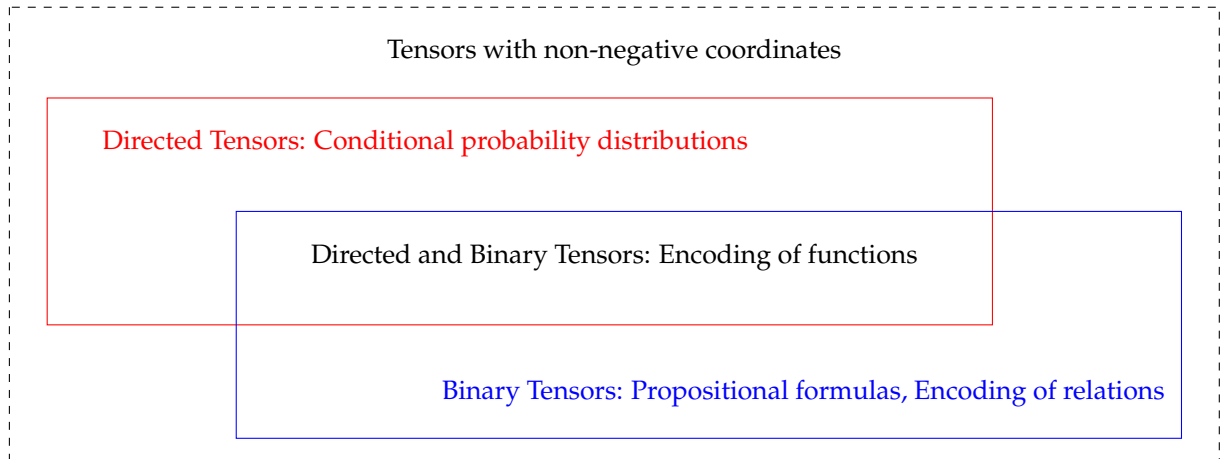 Tensors with non-negative coordinates
Directed Tensors: Conditional probability distributions
Directed and Binary Tensors: Encoding of functions
Binary Tensors: Propositional formulas, Encoding of relations